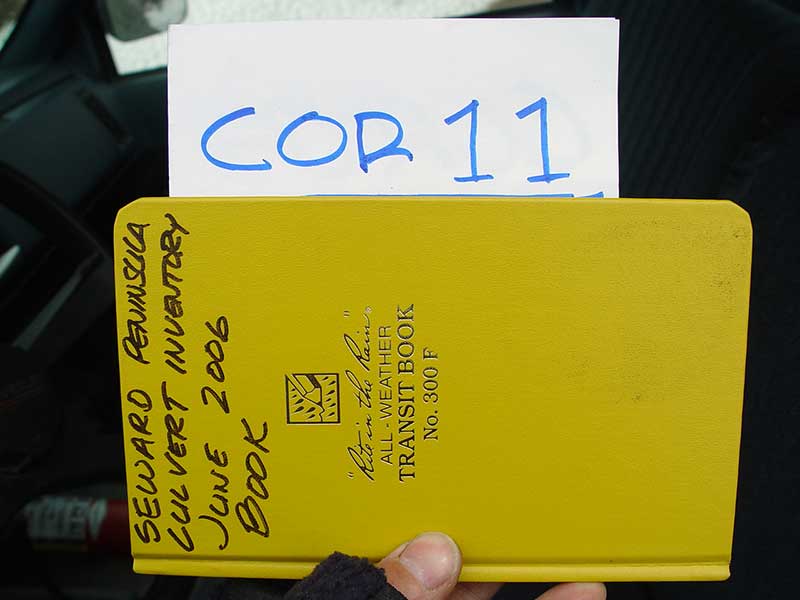 COR 11
SEWARD PENINSULA
CULVERT INVENTORY
JUNE 2006
BOOK
"Rite in the Rain"®
ALL-WEATHER
TRANSIT BOOK
No. 300 F